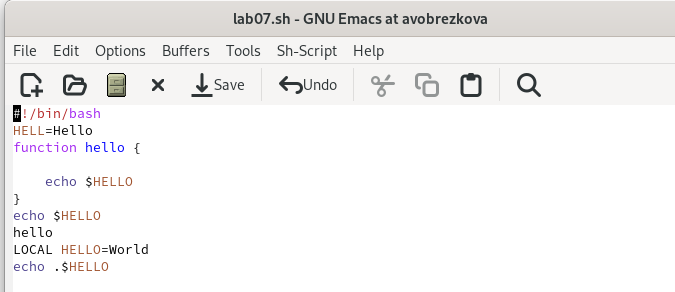 lab07.sh - GNU Emacs at avobrezkova
File Edit Options Buffers Tools Sh-Script Help
Save Undo
#!/bin/bash
HELL=Hello
function hello {
echo $HELLO
}
echo $HELLO
hello
LOCAL HELLO=World
echo .$HELLO